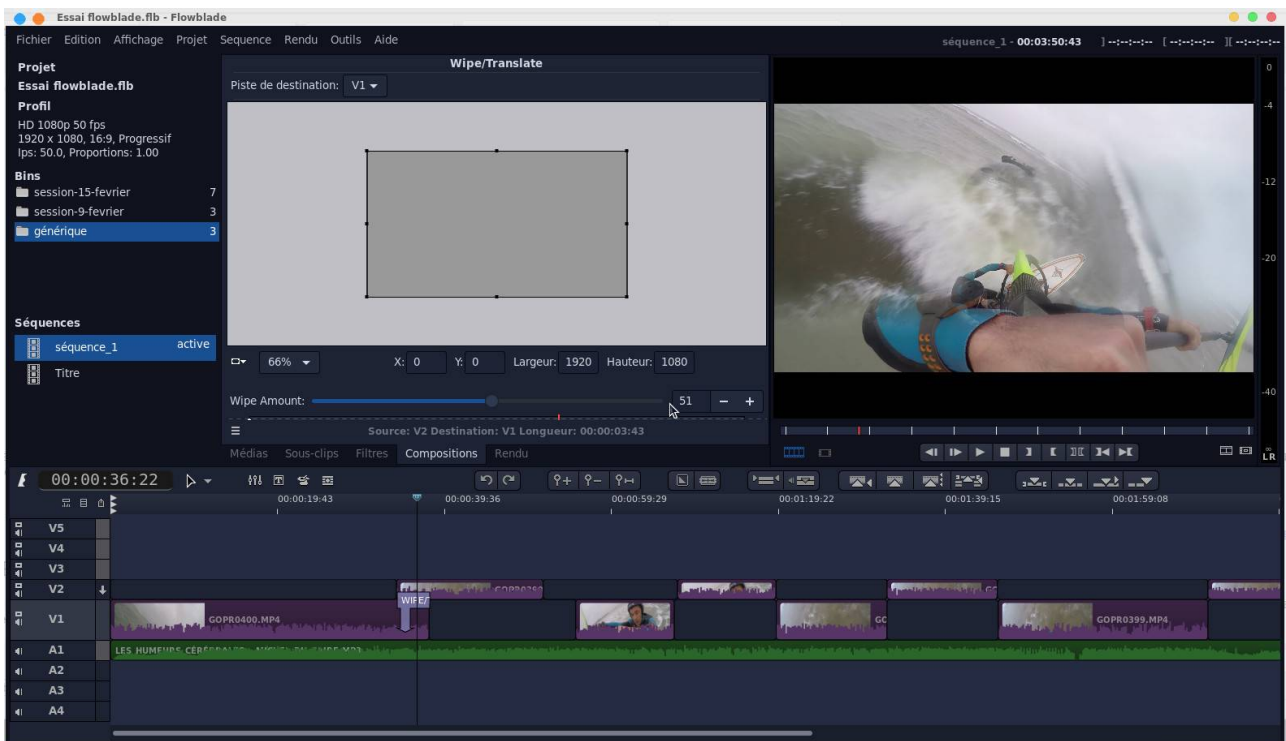 Essai flowblade.flb - Flowblade
Fichier Edition Affichage Projet Sequence Rendu Outils Aide
séquence_1 - 00:03:50:43 ] --:--:--:-- [ --:--:--:-- ][ --:--:--:--
Projet
Essai flowblade.flb
Profil
HD 1080p 50 fps
1920 x 1080, 16:9, Progressif
Ips: 50.0, Proportions: 1.00
Bins
session-15-fevrier 7
session-9-fevrier 3
générique 3
Séquences
séquence_1 active
Titre
Wipe/Translate
Piste de destination: V1
66% X: 0 Y: 0 Largeur: 1920 Hauteur: 1080
Wipe Amount: 51 − +
Source: V2 Destination: V1 Longueur: 00:00:03:43
Médias Sous-clips Filtres Compositions Rendu
0
-4
-12
-20
-40
∞
L R
00:00:36:22
00:00:19:43 00:00:39:36 00:00:59:29 00:01:19:22 00:01:39:15 00:01:59:08
V5
V4
V3
V2
WIPE/
V1 GOPR0400.MP4 GC GOPR0399.MP4
A1
A2
A3
A4